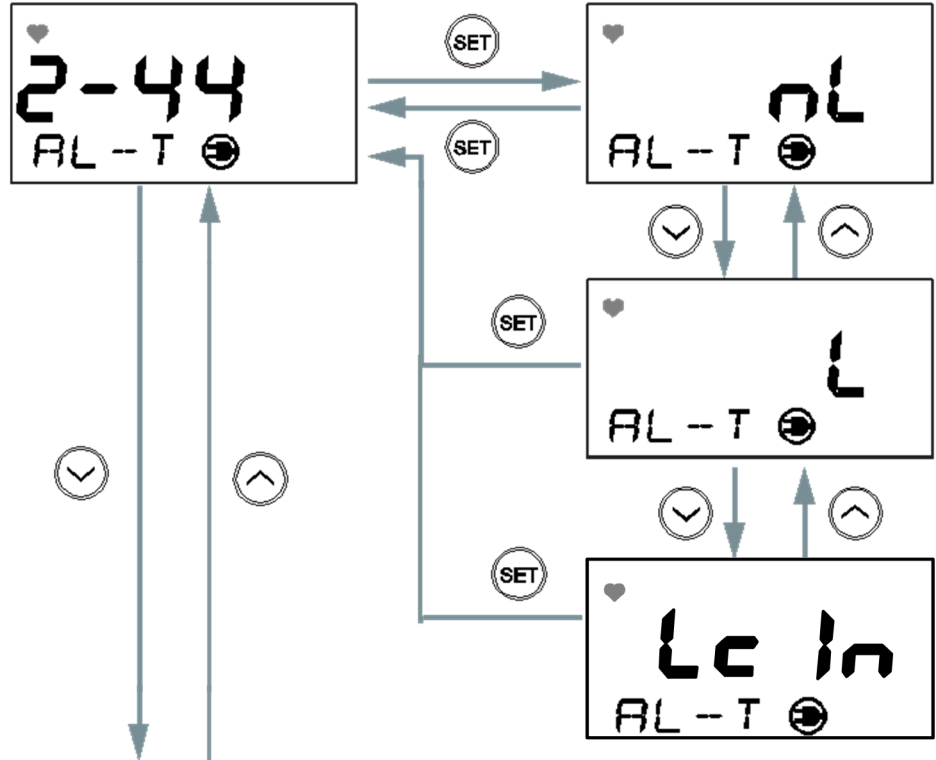 SET
2-44
AL--T
nL
AL--T
SET
SET
L
AL--T
SET
Lc In
AL--T